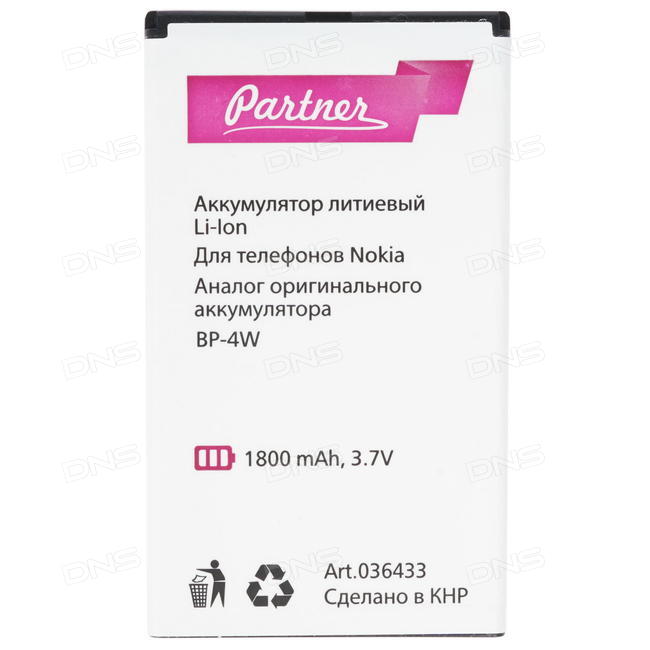 Partner
Аккумулятор литиевый
Li-Ion
Для телефонов Nokia
Аналог оригинального
аккумулятора
BP-4W
1800 mAh, 3.7V
Art.036433
Сделано в КНР
DNS